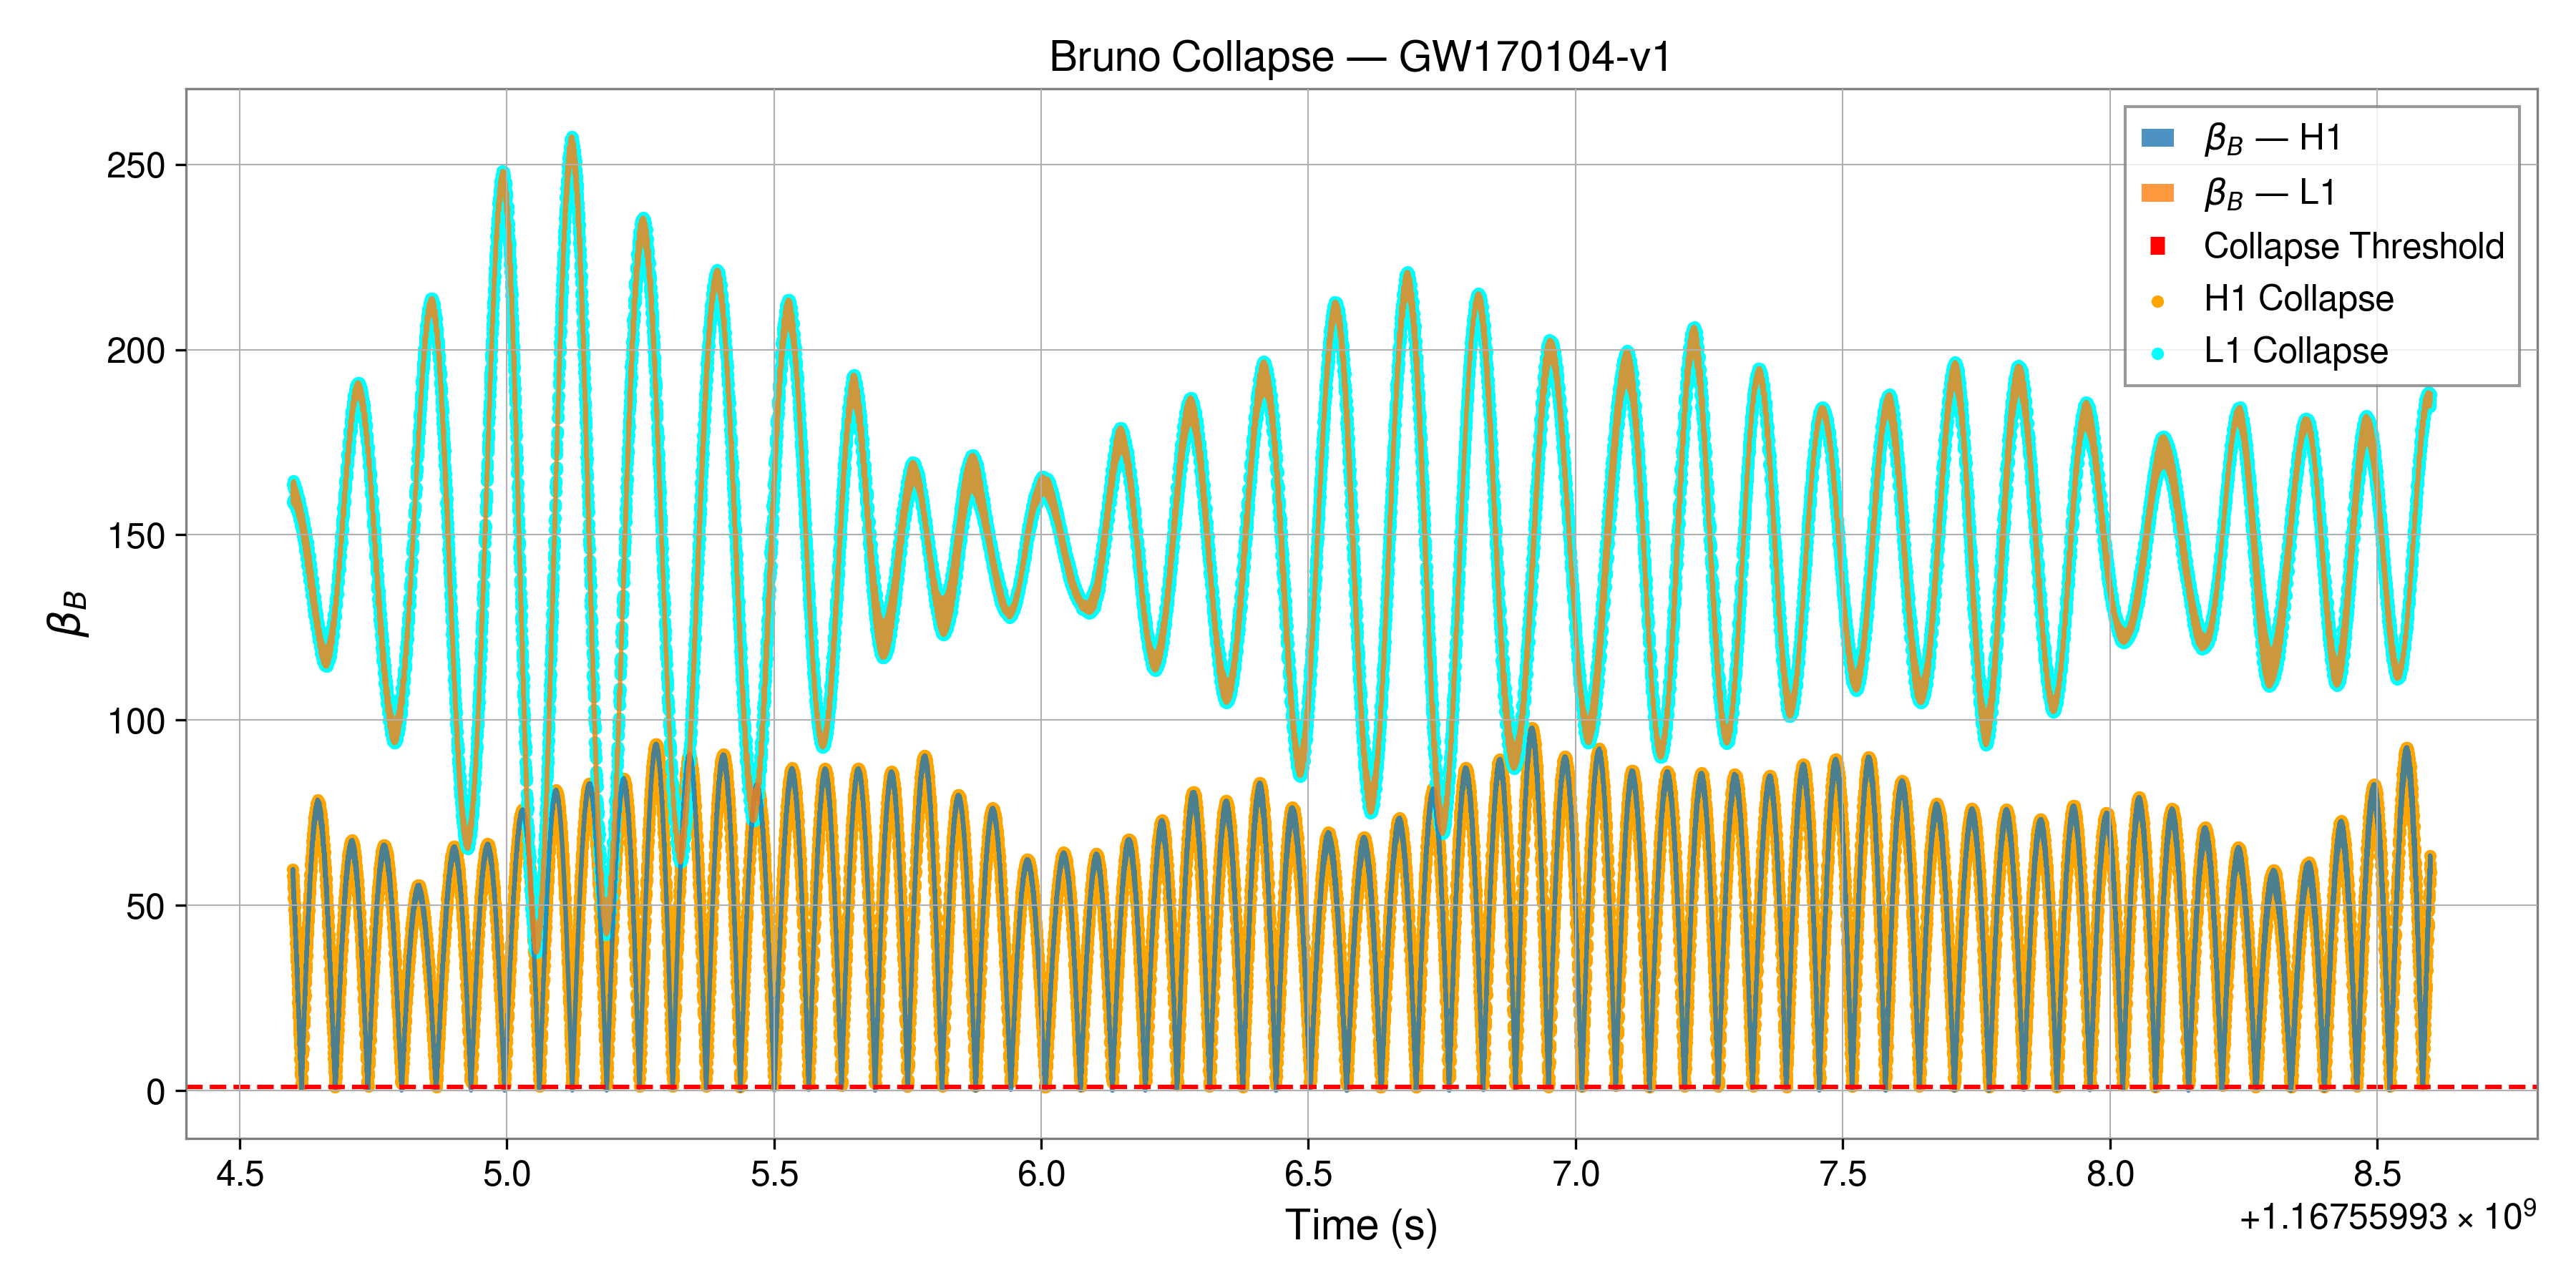 Bruno Collapse — GW170104-v1
β_B — H1
β_B — L1
Collapse Threshold
H1 Collapse
L1 Collapse
β_B
250
200
150
100
50
0
4.5 5.0 5.5 6.0 6.5 7.0 7.5 8.0 8.5
+1.16755993 × 10⁹
Time (s)